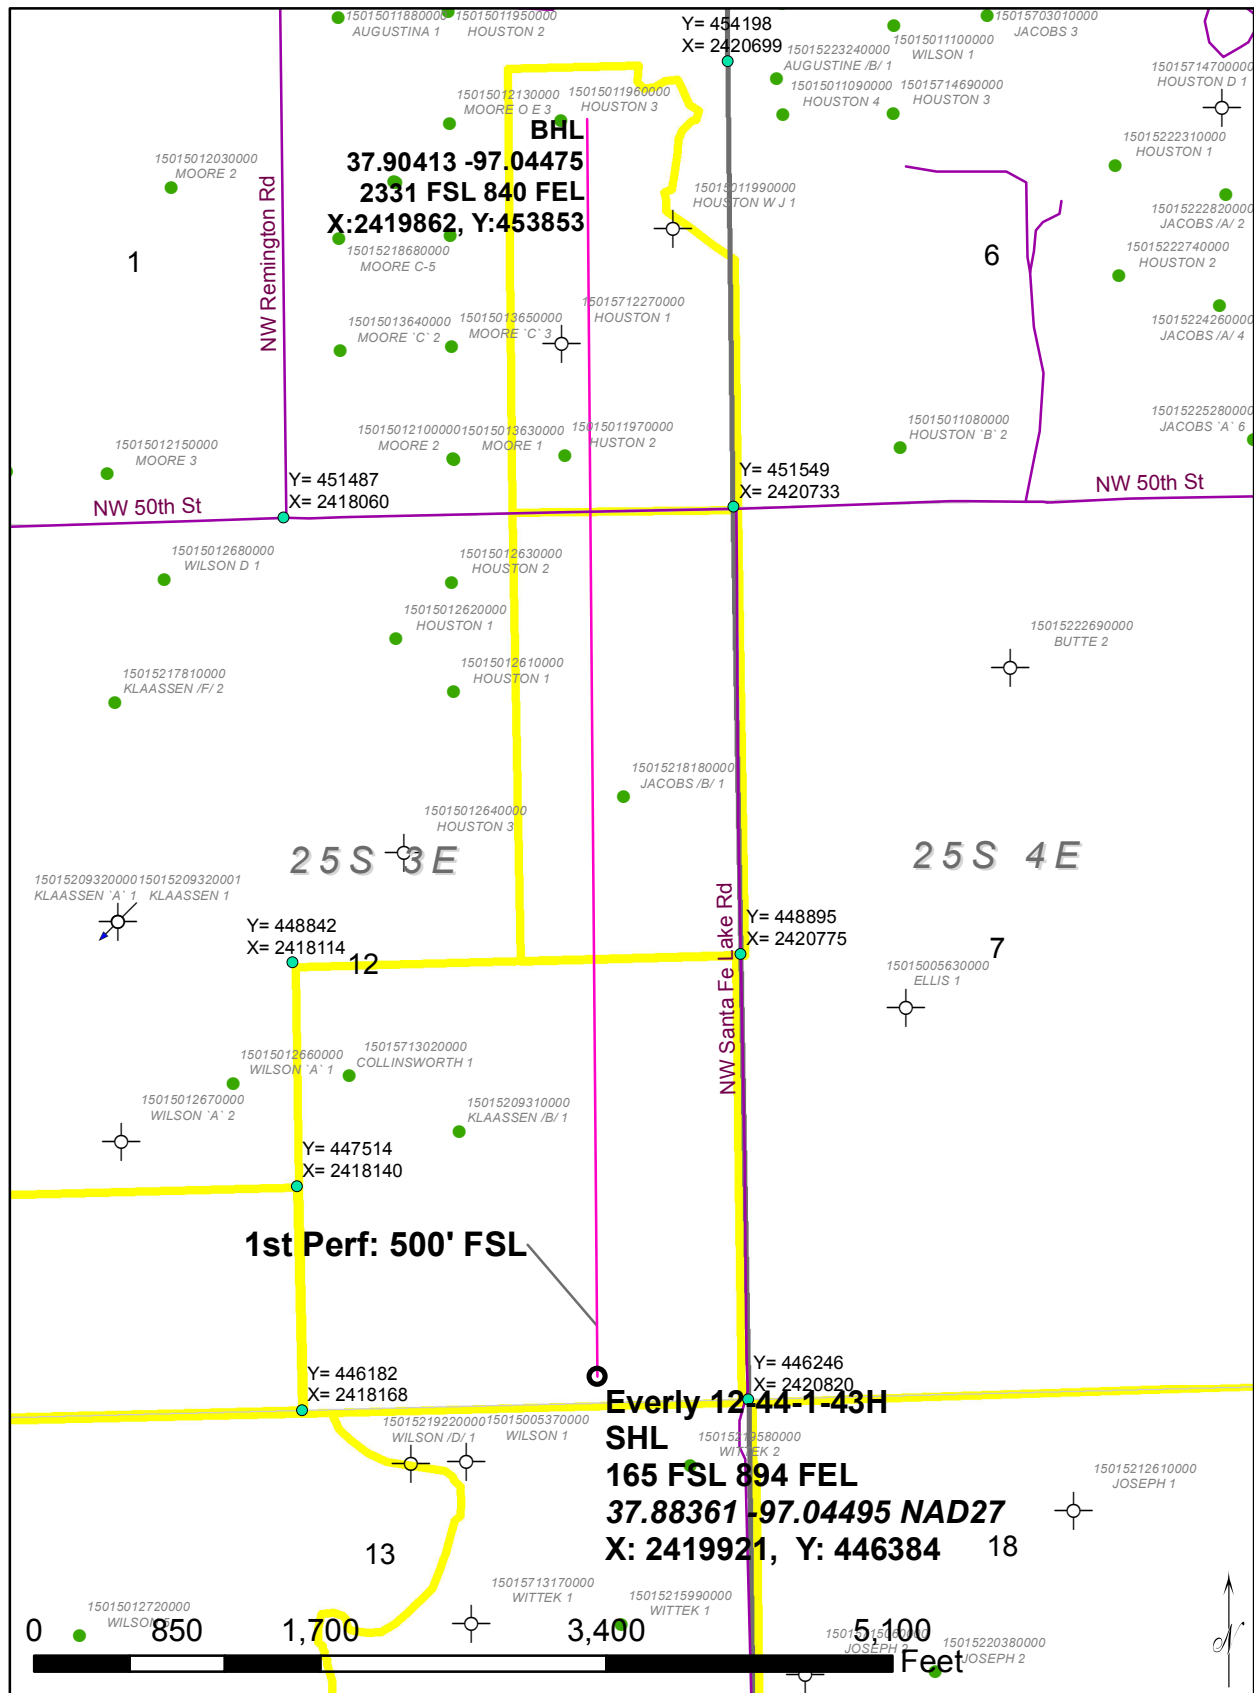 15015011880000
AUGUSTINA 1
15015011950000
HOUSTON 2
Y= 454198
X= 2420699
15015703010000
JACOBS 3
15015011100000
WILSON 1
15015223240000
AUGUSTINE /B/ 1
15015714700000
HOUSTON D 1
15015012130000
MOORE O E 3
15015011960000
HOUSTON 3
15015011090000
HOUSTON 4
15015714690000
HOUSTON 3
BHL
37.90413 -97.04475
2331 FSL 840 FEL
X:2419862, Y:453853
15015012030000
MOORE 2
15015222310000
HOUSTON 1
15015011990000
HOUSTON W J 1
15015222820000
JACOBS /A/ 2
NW Remington Rd
1
6
15015218680000
MOORE C-5
15015222740000
HOUSTON 2
15015712270000
HOUSTON 1
15015013640000
MOORE `C` 2
15015013650000
MOORE `C` 3
15015224260000
JACOBS /A/ 4
15015012100000
MOORE 2
15015013630000
MOORE 1
15015011970000
HUSTON 2
15015011080000
HOUSTON `B` 2
15015225280000
JACOBS `A` 6
15015012150000
MOORE 3
Y= 451487
X= 2418060
Y= 451549
X= 2420733
NW 50th St
NW 50th St
15015012680000
WILSON D 1
15015012630000
HOUSTON 2
15015012620000
HOUSTON 1
15015222690000
BUTTE 2
15015217810000
KLAASSEN /F/ 2
15015012610000
HOUSTON 1
15015218180000
JACOBS /B/ 1
15015012640000
HOUSTON 3
25S 3E
25S 4E
15015209320000
KLAASSEN `A` 1
15015209320001
KLAASSEN 1
Y= 448842
X= 2418114
Y= 448895
X= 2420775
12
7
NW Santa Fe Lake Rd
15015005630000
ELLIS 1
15015012660000
WILSON `A` 1
15015713020000
COLLINSWORTH 1
15015012670000
WILSON `A` 2
15015209310000
KLAASSEN /B/ 1
Y= 447514
X= 2418140
1st Perf: 500' FSL
Y= 446182
X= 2418168
Y= 446246
X= 2420820
Everly 12-44-1-43H
SHL
165 FSL 894 FEL
37.88361 -97.04495 NAD27
X: 2419921, Y: 446384
15015219220000
WILSON /D/ 1
15015005370000
WILSON 1
15015219580000
WITTEK 2
15015212610000
JOSEPH 1
13
18
15015713170000
WITTEK 1
15015215990000
WITTEK 1
15015012720000
WILSON 5
JOSEPH 2
15015220380000
JOSEPH 2
0 850 1,700 3,400 5,100
Feet
N